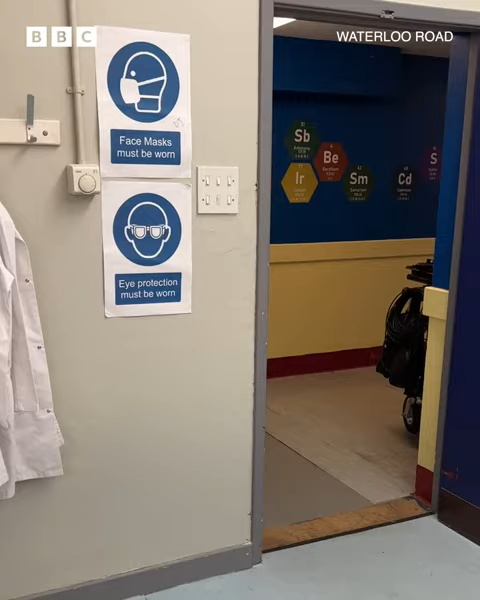 BBC
WATERLOO ROAD
Face Masks
must be worn
Eye protection
must be worn
Sb
Be
Ir
Sm
Cd
S